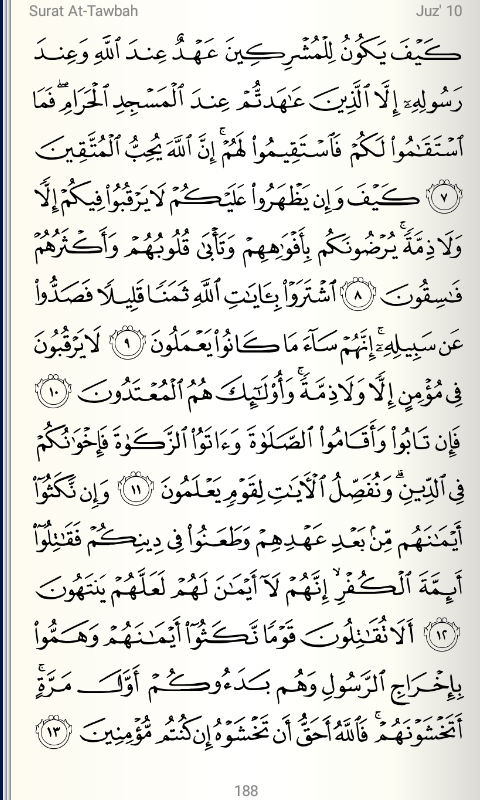 Surat At-Tawbah
Juz' 10
كَيْفَ يَكُونُ لِلْمُشْرِكِينَ عَهْدٌ عِندَ ٱللَّهِ وَعِندَ
رَسُولِهِۦٓ إِلَّا ٱلَّذِينَ عَٰهَدتُّمْ عِندَ ٱلْمَسْجِدِ ٱلْحَرَامِ ۖ فَمَا
ٱسْتَقَٰمُوا۟ لَكُمْ فَٱسْتَقِيمُوا۟ لَهُمْ ۚ إِنَّ ٱللَّهَ يُحِبُّ ٱلْمُتَّقِينَ
٧ كَيْفَ وَإِن يَظْهَرُوا۟ عَلَيْكُمْ لَا يَرْقُبُوا۟ فِيكُمْ إِلًّا
وَلَا ذِمَّةً ۚ يُرْضُونَكُم بِأَفْوَٰهِهِمْ وَتَأْبَىٰ قُلُوبُهُمْ وَأَكْثَرُهُمْ
فَٰسِقُونَ ٨ ٱشْتَرَوْا۟ بِـَٔايَٰتِ ٱللَّهِ ثَمَنًا قَلِيلًا فَصَدُّوا۟
عَن سَبِيلِهِۦٓ ۚ إِنَّهُمْ سَآءَ مَا كَانُوا۟ يَعْمَلُونَ ٩ لَا يَرْقُبُونَ
فِى مُؤْمِنٍ إِلًّا وَلَا ذِمَّةً ۚ وَأُو۟لَٰٓئِكَ هُمُ ٱلْمُعْتَدُونَ ١٠
فَإِن تَابُوا۟ وَأَقَامُوا۟ ٱلصَّلَوٰةَ وَءَاتَوُا۟ ٱلزَّكَوٰةَ فَإِخْوَٰنُكُمْ
فِى ٱلدِّينِ ۗ وَنُفَصِّلُ ٱلْـَٔايَٰتِ لِقَوْمٍ يَعْلَمُونَ ١١ وَإِن نَّكَثُوٓا۟
أَيْمَٰنَهُم مِّنۢ بَعْدِ عَهْدِهِمْ وَطَعَنُوا۟ فِى دِينِكُمْ فَقَٰتِلُوٓا۟
أَئِمَّةَ ٱلْكُفْرِ ۙ إِنَّهُمْ لَآ أَيْمَٰنَ لَهُمْ لَعَلَّهُمْ يَنتَهُونَ
١٢ أَلَا تُقَٰتِلُونَ قَوْمًا نَّكَثُوٓا۟ أَيْمَٰنَهُمْ وَهَمُّوا۟
بِإِخْرَاجِ ٱلرَّسُولِ وَهُم بَدَءُوكُمْ أَوَّلَ مَرَّةٍ ۚ
أَتَخْشَوْنَهُمْ ۚ فَٱللَّهُ أَحَقُّ أَن تَخْشَوْهُ إِن كُنتُم مُّؤْمِنِينَ ١٣
188